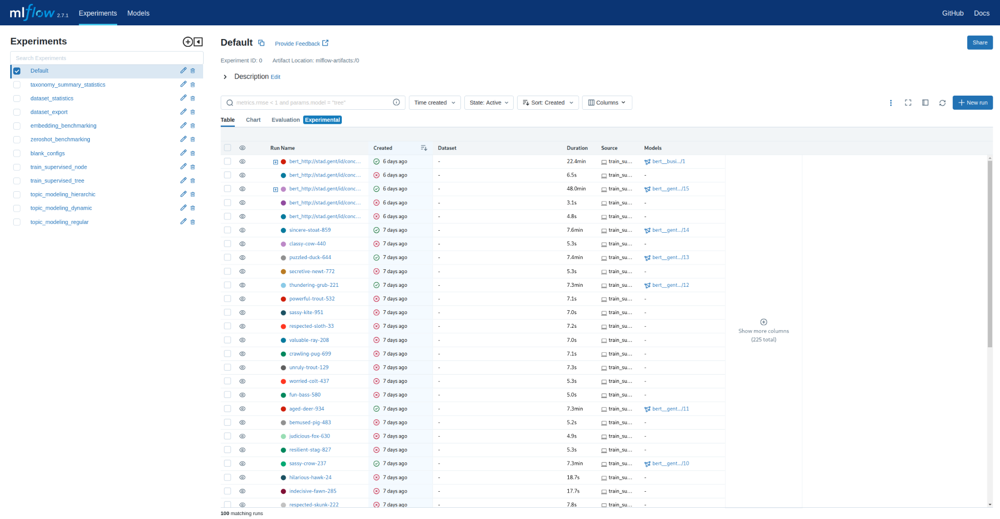 mlflow 2.7.1 Experiments Models GitHub Docs
Experiments
Search Experiments
Default
taxonomy_summary_statistics
dataset_statistics
dataset_export
embedding_benchmarking
zeroshot_benchmarking
blank_configs
train_supervised_node
train_supervised_tree
topic_modeling_hierarchic
topic_modeling_dynamic
topic_modeling_regular
Default Provide Feedback Share
Experiment ID: 0 Artifact Location: mlflow-artifacts:/0
Description Edit
metrics.rmse < 1 and params.model = "tree" Time created State: Active Sort: Created Columns New run
Table Chart Evaluation Experimental
Run Name Created Dataset Duration Source Models
bert_http://stad.gent/id/conc... 6 days ago - 22.4min train_su... bert__busi.../1
bert_http://stad.gent/id/conc... 6 days ago - 6.5s train_su... -
bert_http://stad.gent/id/conc... 6 days ago - 48.0min train_su... bert__gent.../15
bert_http://stad.gent/id/conc... 6 days ago - 3.1s train_su... -
bert_http://stad.gent/id/conc... 6 days ago - 4.8s train_su... -
sincere-stoat-859 7 days ago - 7.6min train_su... bert__gent.../14
classy-cow-440 7 days ago - 5.3s train_su... -
puzzled-duck-644 7 days ago - 7.4min train_su... bert__gent.../13
secretive-newt-772 7 days ago - 5.3s train_su... -
thundering-grub-221 7 days ago - 7.3min train_su... bert__gent.../12
powerful-trout-532 7 days ago - 7.1s train_su... -
sassy-kite-951 7 days ago - 7.0s train_su... -
respected-sloth-33 7 days ago - 7.2s train_su... -
valuable-ray-208 7 days ago - 7.0s train_su... -
crawling-pug-699 7 days ago - 7.1s train_su... -
unruly-trout-129 7 days ago - 7.3s train_su... -
worried-colt-437 7 days ago - 5.3s train_su... -
fun-bass-580 7 days ago - 5.0s train_su... -
aged-deer-934 7 days ago - 7.3min train_su... bert__gent.../11
bemused-pig-483 7 days ago - 5.2s train_su... -
judicious-fox-630 7 days ago - 4.9s train_su... -
resilient-stag-827 7 days ago - 5.3s train_su... -
sassy-crow-237 7 days ago - 7.3min train_su... bert__gent.../10
hilarious-hawk-24 7 days ago - 18.7s train_su... -
indecisive-fawn-285 7 days ago - 17.7s train_su... -
respected-skunk-222 7 days ago - 7.8s train_su... -
Show more columns
(225 total)
100 matching runs